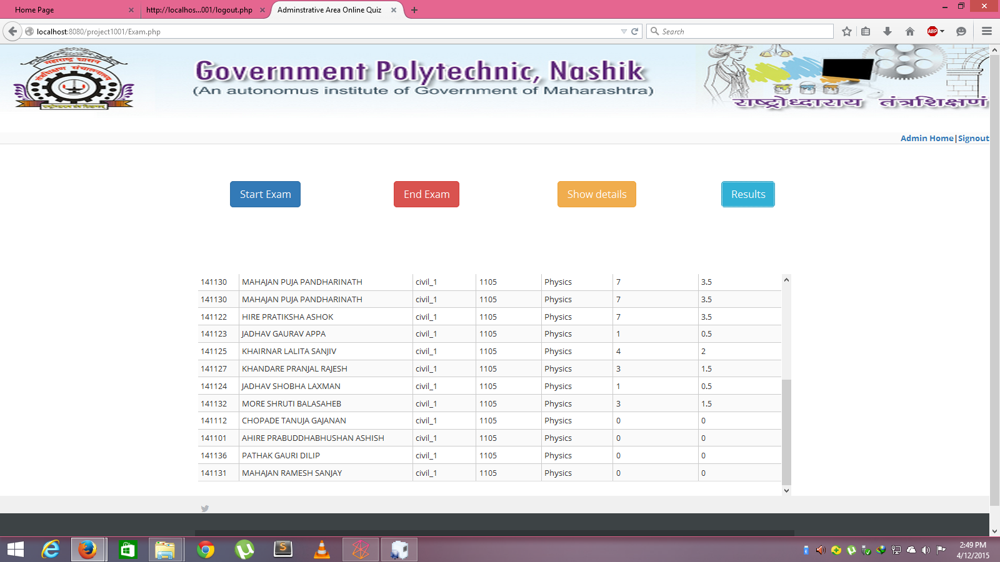 Home Page
http://localhos...001/logout.php
Adminstrative Area Online Quiz
localhost:8080/project1001/Exam.php
Search
ABP
महाराष्ट्र शासन
Government Polytechnic, Nashik
(An autonomus institute of Government of Maharashtra)
राष्ट्रोध्दाराय तंत्रशिक्षणं
Admin Home|Signout
Start Exam
End Exam
Show details
Results
141130 MAHAJAN PUJA PANDHARINATH civil_1 1105 Physics 7 3.5
141130 MAHAJAN PUJA PANDHARINATH civil_1 1105 Physics 7 3.5
141122 HIRE PRATIKSHA ASHOK civil_1 1105 Physics 7 3.5
141123 JADHAV GAURAV APPA civil_1 1105 Physics 1 0.5
141125 KHAIRNAR LALITA SANJIV civil_1 1105 Physics 4 2
141127 KHANDARE PRANJAL RAJESH civil_1 1105 Physics 3 1.5
141124 JADHAV SHOBHA LAXMAN civil_1 1105 Physics 1 0.5
141132 MORE SHRUTI BALASAHEB civil_1 1105 Physics 3 1.5
141112 CHOPADE TANUJA GAJANAN civil_1 1105 Physics 0 0
141101 AHIRE PRABUDDHABHUSHAN ASHISH civil_1 1105 Physics 0 0
141136 PATHAK GAURI DILIP civil_1 1105 Physics 0 0
141131 MAHAJAN RAMESH SANJAY civil_1 1105 Physics 0 0
2:49 PM
4/12/2015